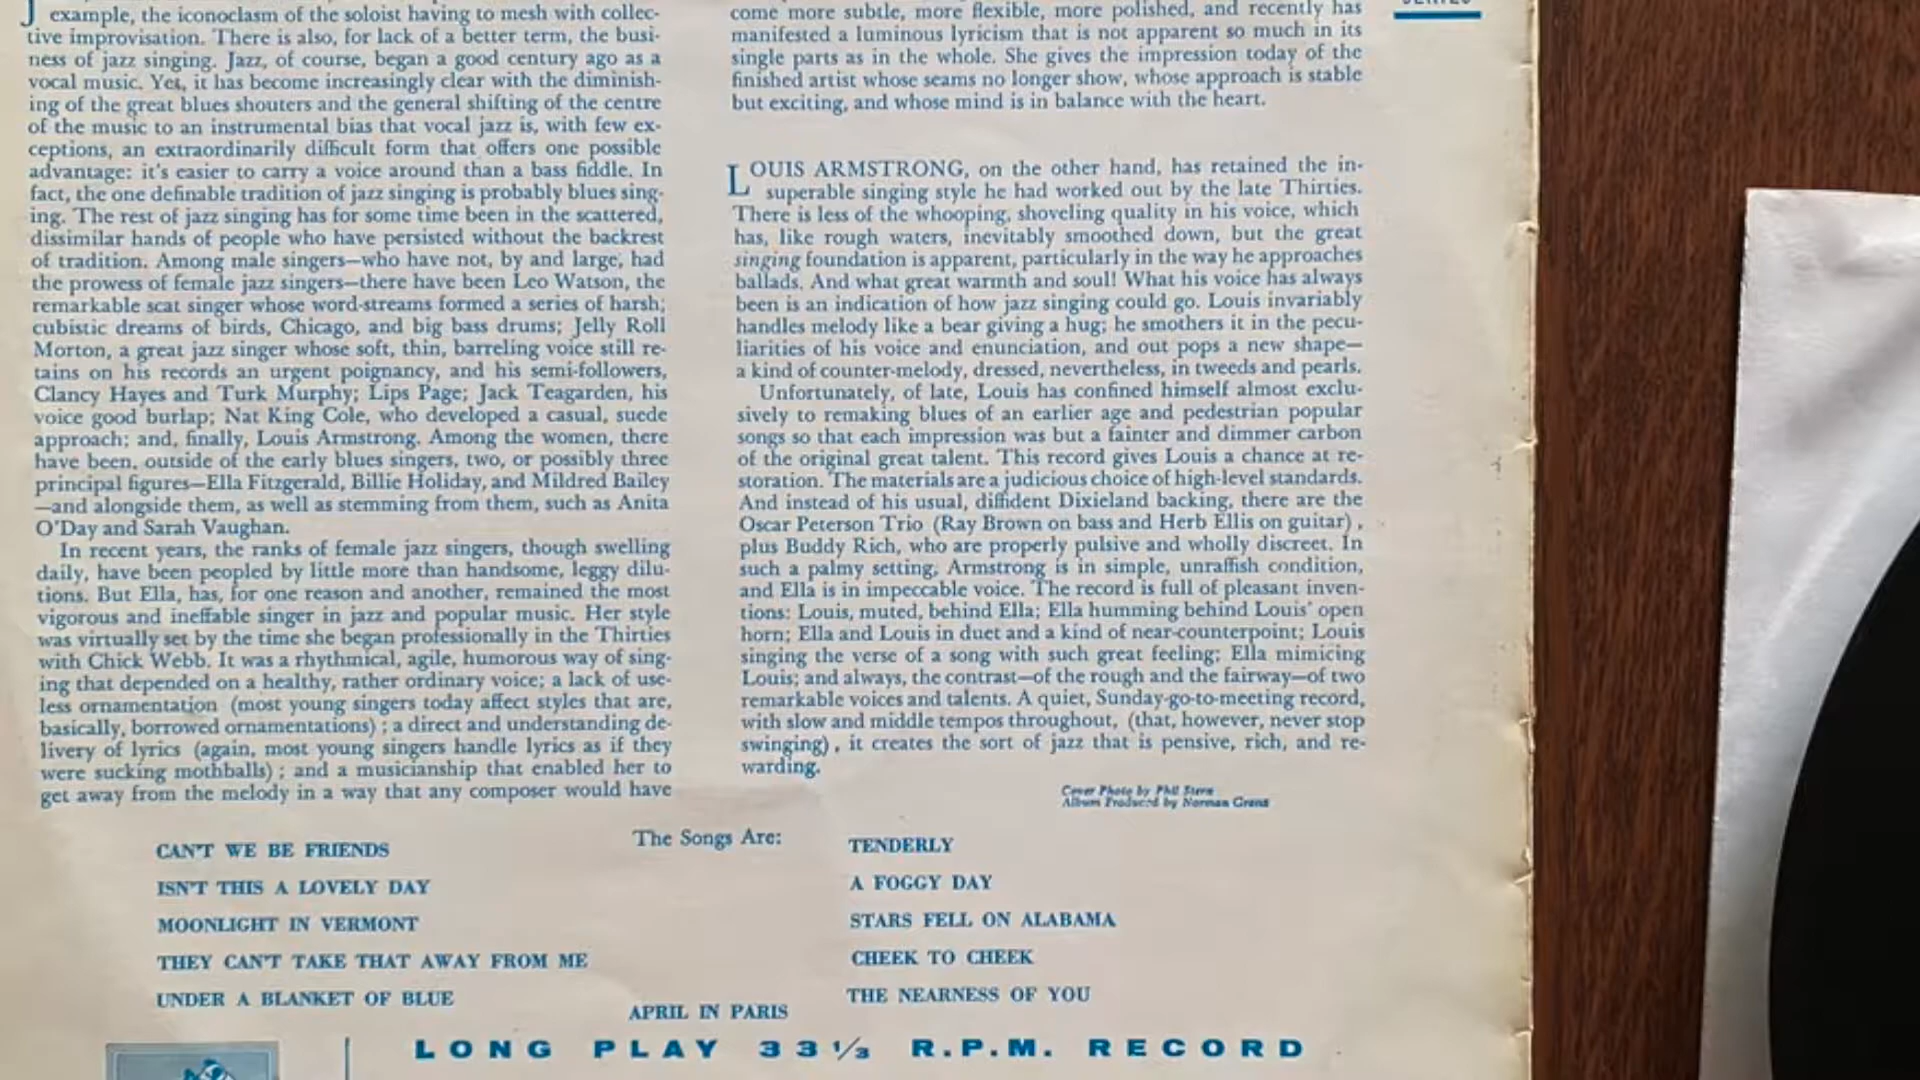 example, the iconoclasm of the soloist having to mesh with collec-
tive improvisation. There is also, for lack of a better term, the busi-
ness of jazz singing. Jazz, of course, began a good century ago as a
vocal music. Yet, it has become increasingly clear with the diminish-
ing of the great blues shouters and the general shifting of the centre
of the music to an instrumental bias that vocal jazz is, with few ex-
ceptions, an extraordinarily difficult form that offers one possible
advantage: it's easier to carry a voice around than a bass fiddle. In
fact, the one definable tradition of jazz singing is probably blues sing-
ing. The rest of jazz singing has for some time been in the scattered,
dissimilar hands of people who have persisted without the backrest
of tradition. Among male singers—who have not, by and large, had
the prowess of female jazz singers—there have been Leo Watson, the
remarkable scat singer whose word-streams formed a series of harsh;
cubistic dreams of birds, Chicago, and big bass drums; Jelly Roll
Morton, a great jazz singer whose soft, thin, barreling voice still re-
tains on his records an urgent poignancy, and his semi-followers,
Clancy Hayes and Turk Murphy; Lips Page; Jack Teagarden, his
voice good burlap; Nat King Cole, who developed a casual, suede
approach; and, finally, Louis Armstrong. Among the women, there
have been, outside of the early blues singers, two, or possibly three
principal figures—Ella Fitzgerald, Billie Holiday, and Mildred Bailey
—and alongside them, as well as stemming from them, such as Anita
O'Day and Sarah Vaughan.
In recent years, the ranks of female jazz singers, though swelling
daily, have been peopled by little more than handsome, leggy dilu-
tions. But Ella, has, for one reason and another, remained the most
vigorous and ineffable singer in jazz and popular music. Her style
was virtually set by the time she began professionally in the Thirties
with Chick Webb. It was a rhythmical, agile, humorous way of sing-
ing that depended on a healthy, rather ordinary voice; a lack of use-
less ornamentation (most young singers today affect styles that are,
basically, borrowed ornamentations) ; a direct and understanding de-
livery of lyrics (again, most young singers handle lyrics as if they
were sucking mothballs) ; and a musicianship that enabled her to
get away from the melody in a way that any composer would have
come more subtle, more flexible, more polished, and recently has
manifested a luminous lyricism that is not apparent so much in its
single parts as in the whole. She gives the impression today of the
finished artist whose seams no longer show, whose approach is stable
but exciting, and whose mind is in balance with the heart.
LOUIS ARMSTRONG, on the other hand, has retained the in-
superable singing style he had worked out by the late Thirties.
There is less of the whooping, shoveling quality in his voice, which
has, like rough waters, inevitably smoothed down, but the great
singing foundation is apparent, particularly in the way he approaches
ballads. And what great warmth and soul! What his voice has always
been is an indication of how jazz singing could go. Louis invariably
handles melody like a bear giving a hug; he smothers it in the pecu-
liarities of his voice and enunciation, and out pops a new shape—
a kind of counter-melody, dressed, nevertheless, in tweeds and pearls.
Unfortunately, of late, Louis has confined himself almost exclu-
sively to remaking blues of an earlier age and pedestrian popular
songs so that each impression was but a fainter and dimmer carbon
of the original great talent. This record gives Louis a chance at re-
storation. The materials are a judicious choice of high-level standards.
And instead of his usual, diffident Dixieland backing, there are the
Oscar Peterson Trio (Ray Brown on bass and Herb Ellis on guitar) ,
plus Buddy Rich, who are properly pulsive and wholly discreet. In
such a palmy setting, Armstrong is in simple, unraffish condition,
and Ella is in impeccable voice. The record is full of pleasant inven-
tions: Louis, muted, behind Ella; Ella humming behind Louis' open
horn; Ella and Louis in duet and a kind of near-counterpoint; Louis
singing the verse of a song with such great feeling; Ella mimicing
Louis; and always, the contrast—of the rough and the fairway—of two
remarkable voices and talents. A quiet, Sunday-go-to-meeting record,
with slow and middle tempos throughout, (that, however, never stop
swinging) , it creates the sort of jazz that is pensive, rich, and re-
warding.
Cover Photo by Phil Stern
Album Produced by Norman Granz
The Songs Are:
CAN'T WE BE FRIENDS
ISN'T THIS A LOVELY DAY
MOONLIGHT IN VERMONT
THEY CAN'T TAKE THAT AWAY FROM ME
UNDER A BLANKET OF BLUE
TENDERLY
A FOGGY DAY
STARS FELL ON ALABAMA
CHEEK TO CHEEK
THE NEARNESS OF YOU
APRIL IN PARIS
LONG PLAY 33⅓ R.P.M. RECORD